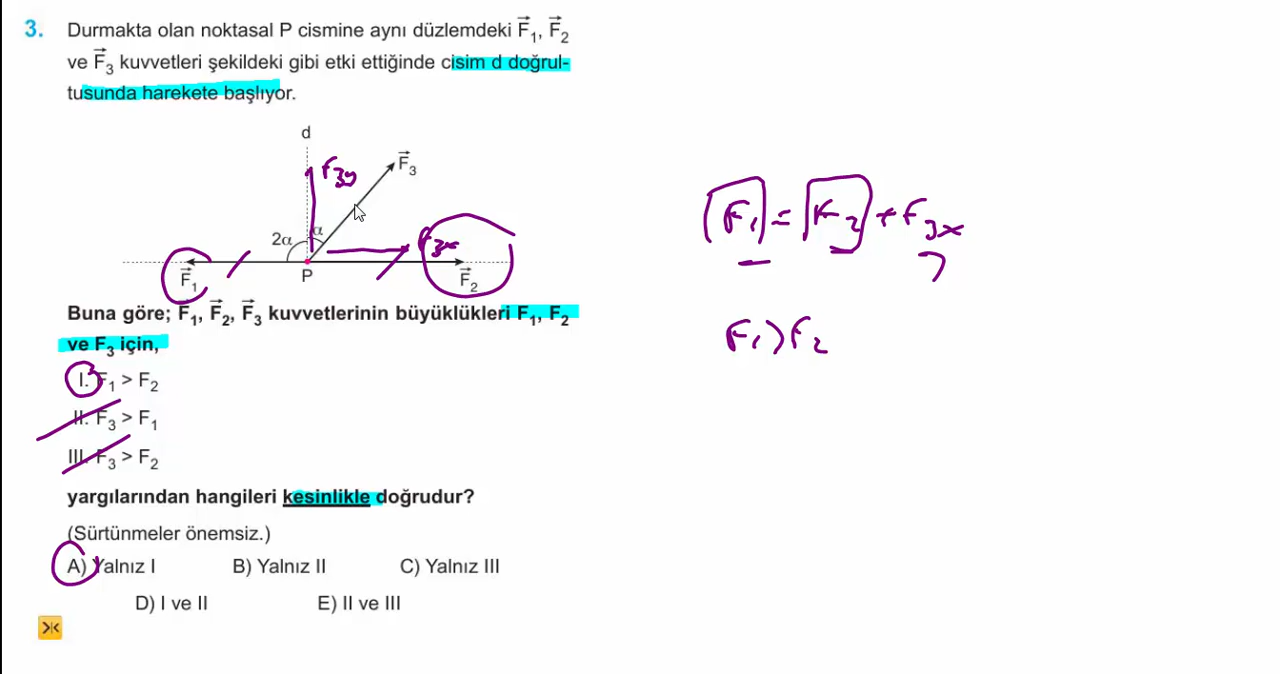 3. Durmakta olan noktasal P cismine aynı düzlemdeki F⃗₁, F⃗₂
ve F⃗₃ kuvvetleri şekildeki gibi etki ettiğinde cisim d doğrul-
tusunda harekete başlıyor.
d
F⃗₃
F3y
α
2α
F3x
F⃗₁
P
F⃗₂
F₁ = F₂ + F3x
F₁ > F₂
Buna göre; F⃗₁, F⃗₂, F⃗₃ kuvvetlerinin büyüklükleri F₁, F₂
ve F₃ için,
I. F₁ > F₂
II. F₃ > F₁
III. F₃ > F₂
yargılarından hangileri kesinlikle doğrudur?
(Sürtünmeler önemsiz.)
A) Yalnız I B) Yalnız II C) Yalnız III
D) I ve II E) II ve III